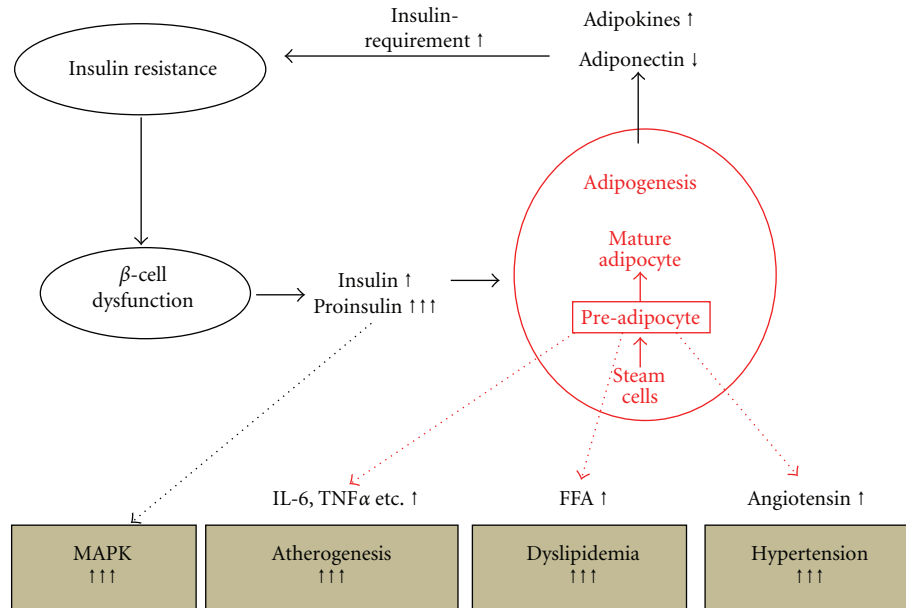 Insulin-
requirement ↑
Adipokines ↑
Adiponectin ↓
Insulin resistance
Adipogenesis
Mature
adipocyte
β-cell
dysfunction
Insulin ↑
Proinsulin ↑↑↑
Pre-adipocyte
Steam
cells
IL-6, TNFα etc. ↑
FFA ↑
Angiotensin ↑
MAPK
↑↑↑
Atherogenesis
↑↑↑
Dyslipidemia
↑↑↑
Hypertension
↑↑↑